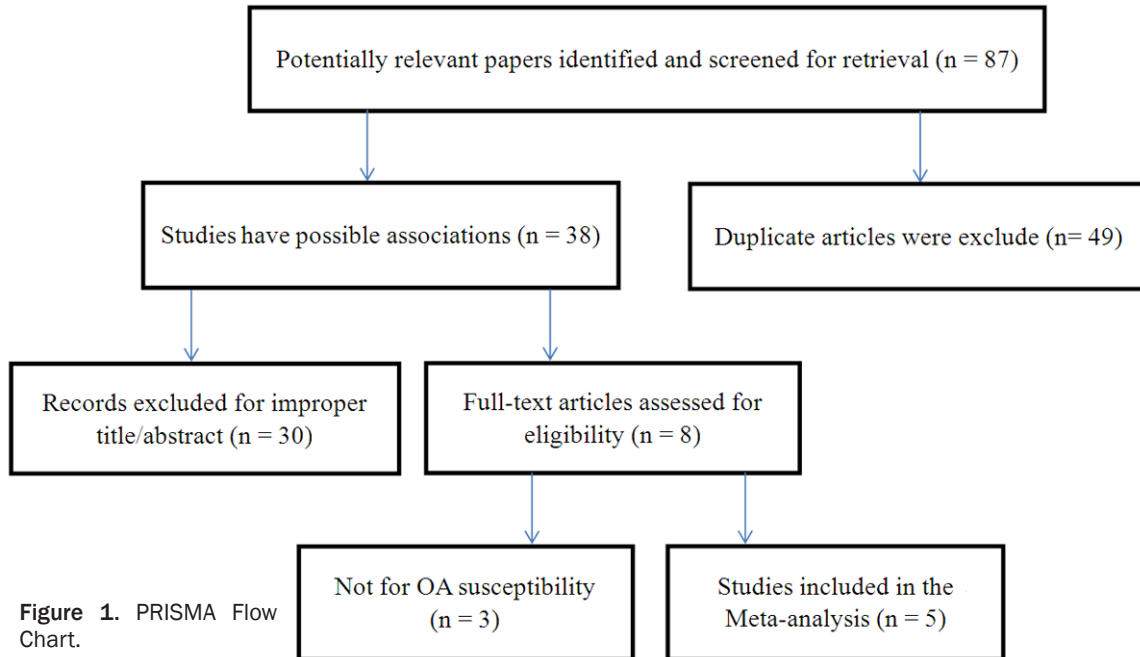 Potentially relevant papers identified and screened for retrieval (n = 87)
Studies have possible associations (n = 38)
Duplicate articles were exclude (n= 49)
Records excluded for improper
title/abstract (n = 30)
Full-text articles assessed for
eligibility (n = 8)
Not for OA susceptibility
(n = 3)
Studies included in the
Meta-analysis (n = 5)
Figure 1. PRISMA Flow
Chart.